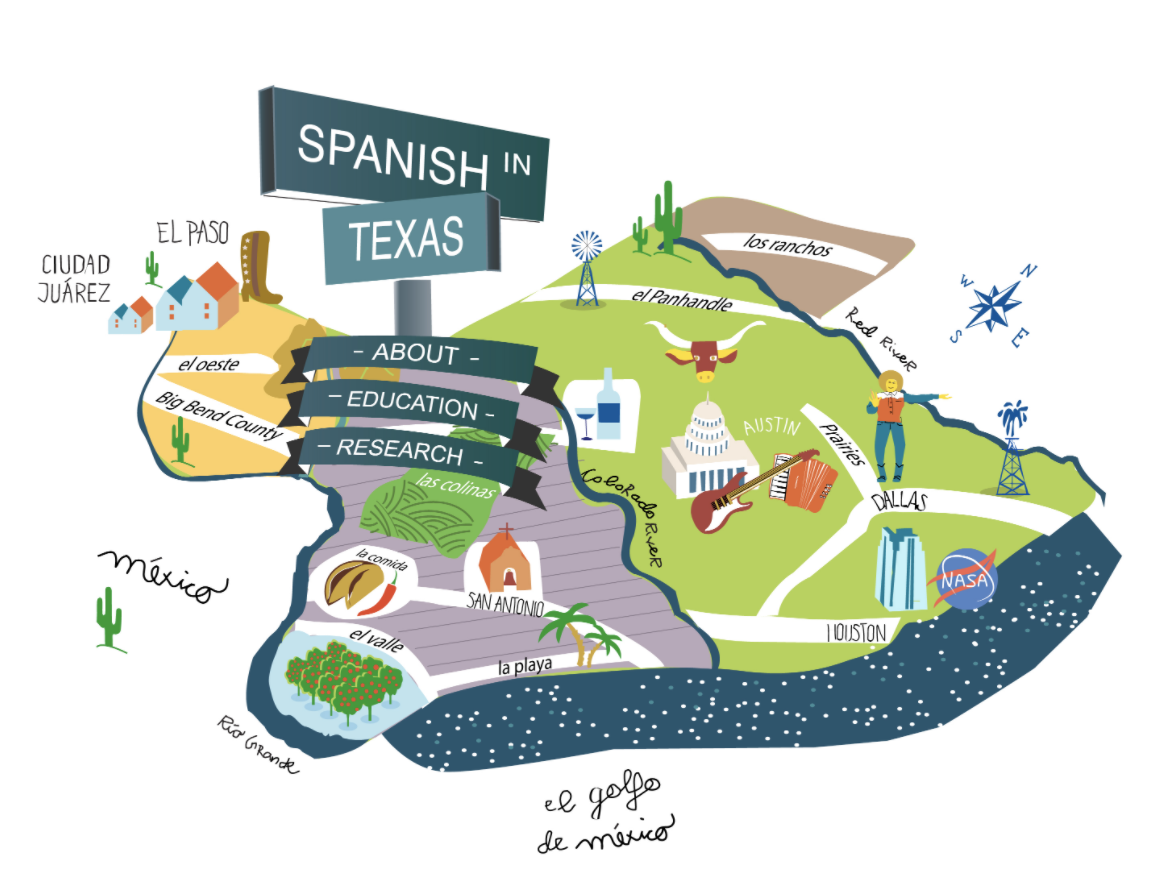 SPANISH IN
TEXAS
EL PASO
CIUDAD
JUÁREZ
los ranchos
el Panhandle
N
W
S
E
Red River
- ABOUT -
- EDUCATION -
- RESEARCH -
el oeste
Big Bend County
AUSTIN
Prairies
las colinas
Colorado River
DALLAS
México
la comida
SAN ANTONIO
NASA
HOUSTON
el valle
la playa
Río Grande
el golfo
de méxico